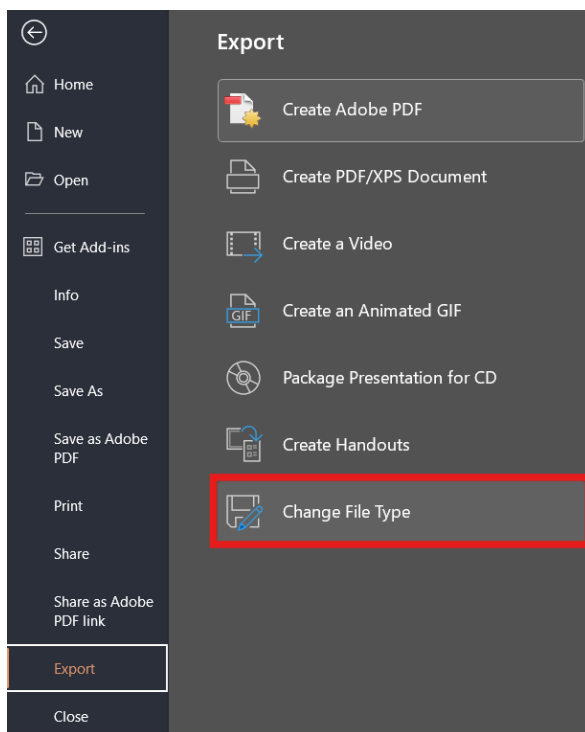 Home
New
Open
Get Add-ins
Info
Save
Save As
Save as Adobe
PDF
Print
Share
Share as Adobe
PDF link
Export
Close
Export
Create Adobe PDF
Create PDF/XPS Document
Create a Video
GIF
Create an Animated GIF
Package Presentation for CD
Create Handouts
Change File Type